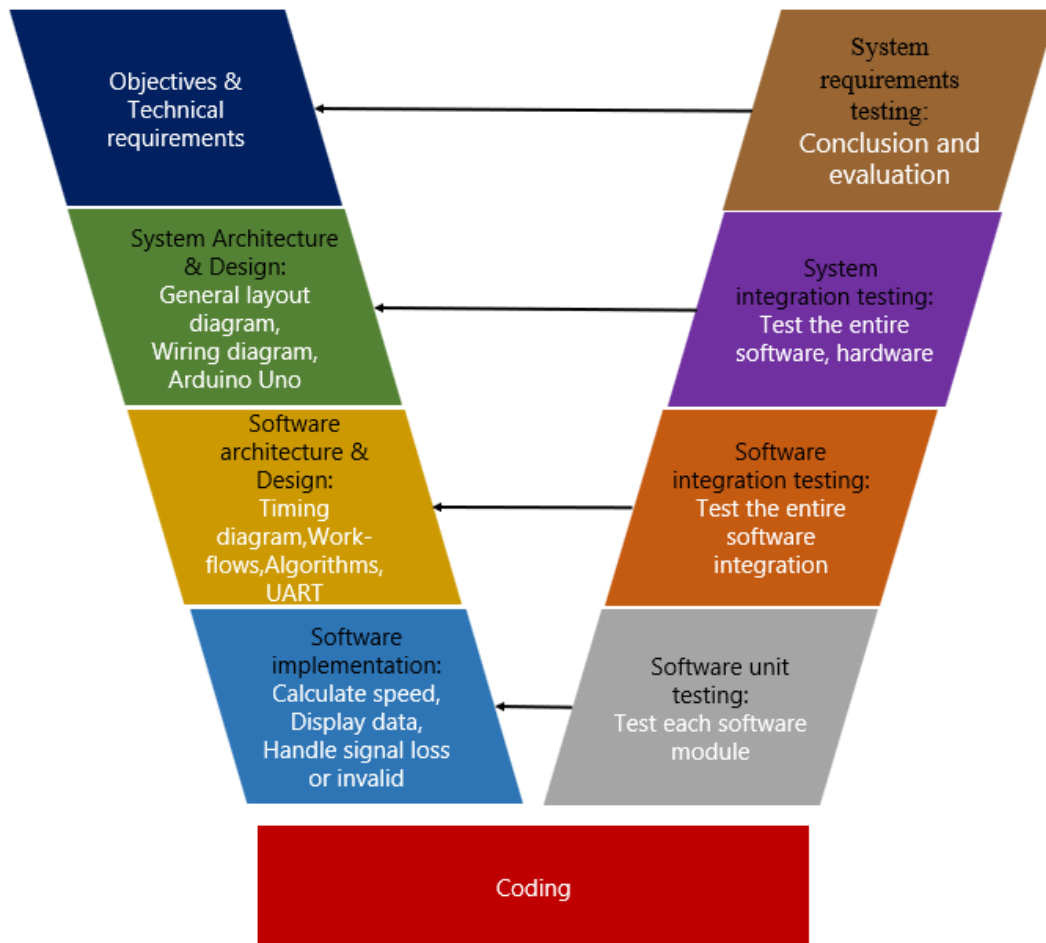 Objectives &
Technical
requirements
System
requirements
testing:
Conclusion and
evaluation
System Architecture
& Design:
General layout
diagram,
Wiring diagram,
Arduino Uno
System
integration testing:
Test the entire
software, hardware
Software
architecture &
Design:
Timing
diagram,Work-
flows,Algorithms,
UART
Software
integration testing:
Test the entire
software
integration
Software
implementation:
Calculate speed,
Display data,
Handle signal loss
or invalid
Software unit
testing:
Test each software
module
Coding